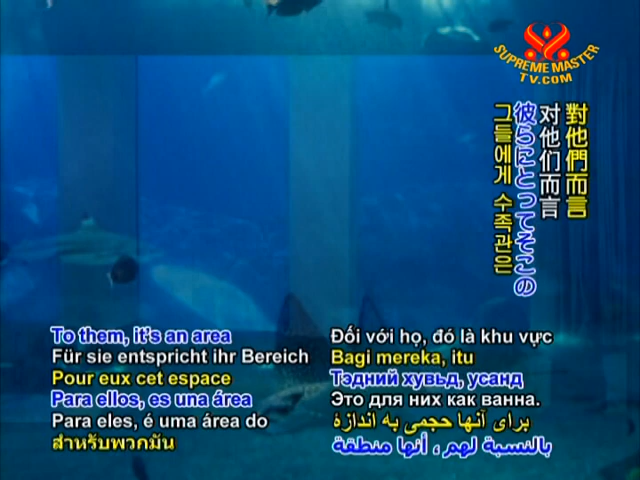 SUPREME MASTER
TV.COM
對他們而言
对他们而言
彼らにとってそこの
그들에게 수족관은
To them, it's an area
Für sie entspricht ihr Bereich
Pour eux cet espace
Para ellos, es una área
Para eles, é uma área do
สำหรับพวกมัน
Đối với họ, đó là khu vực
Bagi mereka, itu
Тэдний хувьд, усанд
Это для них как ванна.
برای آنها حجمی به اندازهٔ
بالنسبة لهم ، أنها منطقة